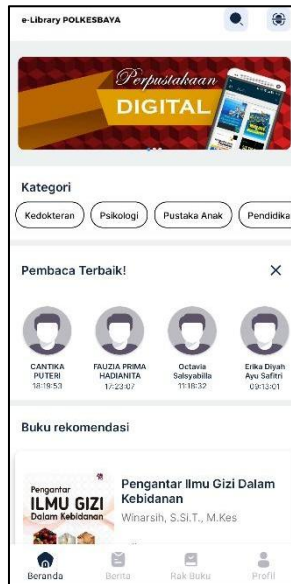 e-Library POLKESBAYA
Perpustakaan
DIGITAL
Kategori
Kedokteran
Psikologi
Pustaka Anak
Pendidika
Pembaca Terbaik!
CANTIKA
PUTERI
18:19:53
FAUZIA PRIMA
HADIANITA
17:23:07
Octavia
Salsyabilla
11:18:32
Erika Diyah
Ayu Safitri
09:13:01
Buku rekomendasi
Pengantar
ILMU GIZI
Dalam Kebidanan
Pengantar Ilmu Gizi Dalam
Kebidanan
Winarsih, S.Si.T., M.Kes
Beranda
Berita
Rak Buku
Profil